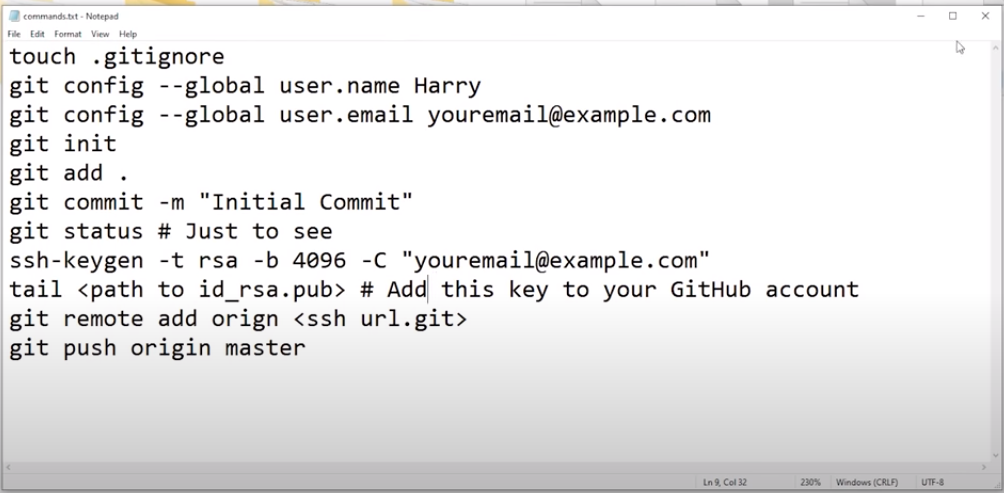 commands.txt - Notepad
File Edit Format View Help
touch .gitignore
git config --global user.name Harry
git config --global user.email youremail@example.com
git init
git add .
git commit -m "Initial Commit"
git status # Just to see
ssh-keygen -t rsa -b 4096 -C "youremail@example.com"
tail <path to id_rsa.pub> # Add this key to your GitHub account
git remote add orign <ssh url.git>
git push origin master
Ln 9, Col 32 230% Windows (CRLF) UTF-8